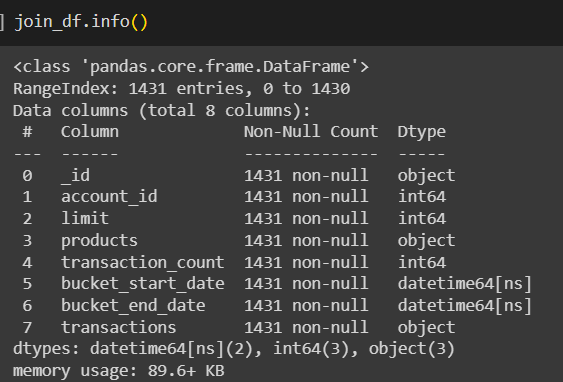 ] join_df.info()
<class 'pandas.core.frame.DataFrame'>
RangeIndex: 1431 entries, 0 to 1430
Data columns (total 8 columns):
 #   Column             Non-Null Count  Dtype
---  ------             --------------  -----
 0   _id                1431 non-null   object
 1   account_id         1431 non-null   int64
 2   limit              1431 non-null   int64
 3   products           1431 non-null   object
 4   transaction_count  1431 non-null   int64
 5   bucket_start_date  1431 non-null   datetime64[ns]
 6   bucket_end_date    1431 non-null   datetime64[ns]
 7   transactions       1431 non-null   object
dtypes: datetime64[ns](2), int64(3), object(3)
memory usage: 89.6+ KB